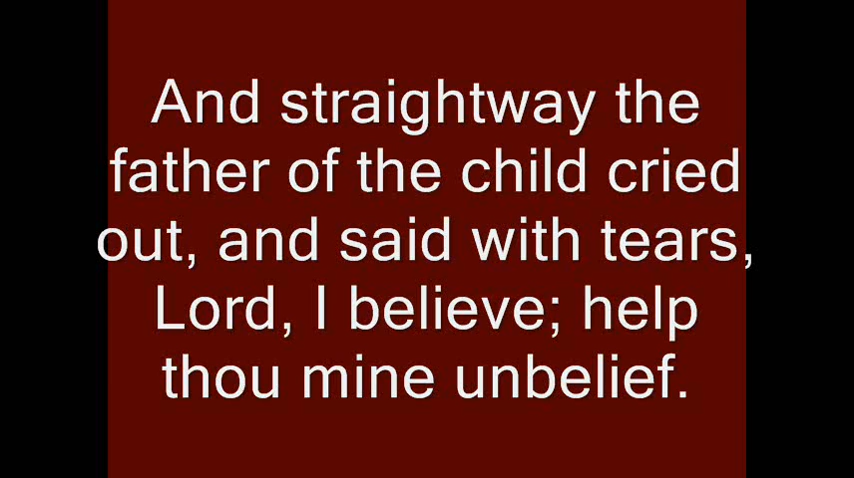 And straightway the
father of the child cried
out, and said with tears,
Lord, I believe; help
thou mine unbelief.